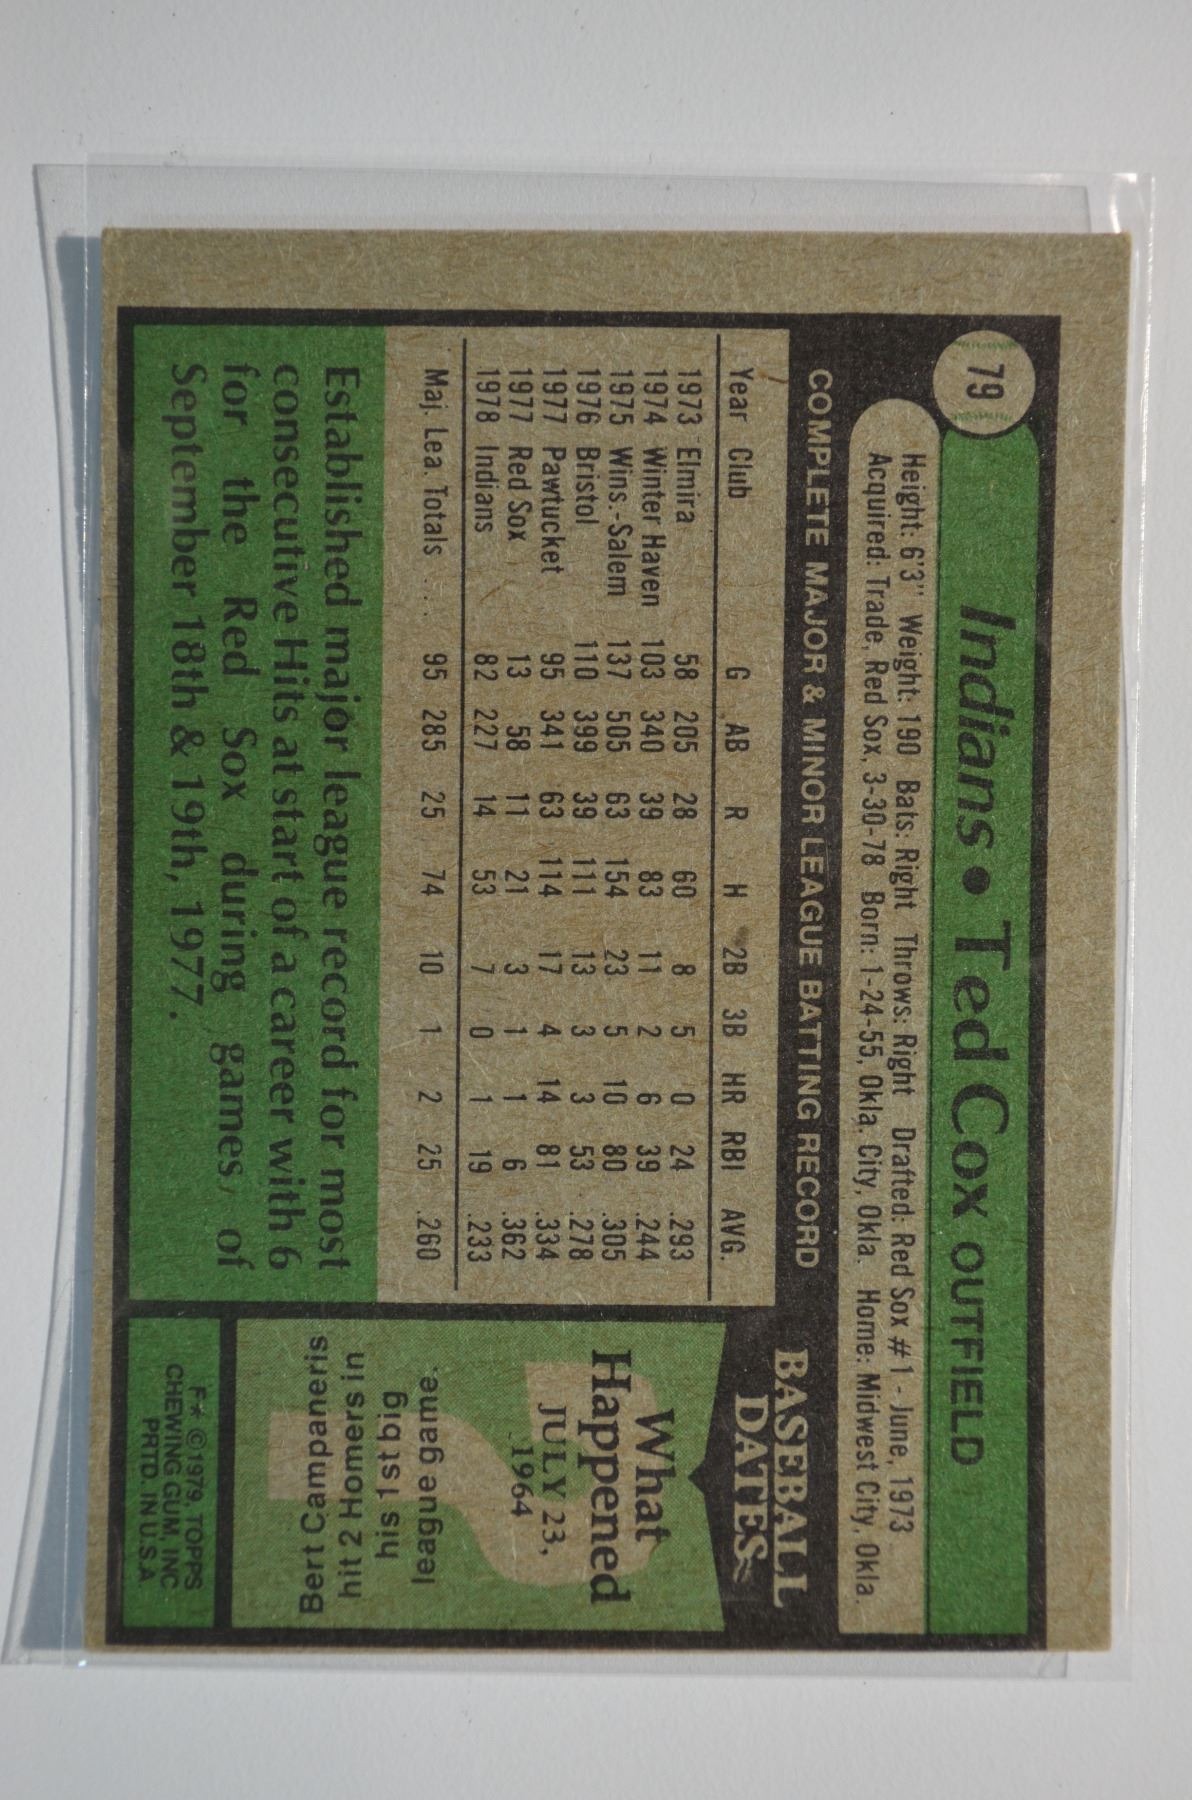 79
Indians • Ted Cox OUTFIELD
Height: 6'3" Weight: 190 Bats: Right Throws: Right Drafted: Red Sox #1 - June, 1973
Acquired: Trade, Red Sox, 3-30-78 Born: 1-24-55, Okla. City, Okla. Home: Midwest City, Okla.
COMPLETE MAJOR & MINOR LEAGUE BATTING RECORD
Year Club G AB R H 2B 3B HR RBI AVG.
1973 Elmira 58 205 28 60 8 5 0 24 .293
1974 Winter Haven 103 340 39 83 11 2 6 39 .244
1975 Wins.-Salem 137 505 63 154 23 5 10 80 .305
1976 Bristol 110 399 39 111 13 3 3 53 .278
1977 Pawtucket 95 341 63 114 17 4 14 81 .334
1977 Red Sox 13 58 11 21 3 1 1 6 .362
1978 Indians 82 227 14 53 7 0 1 19 .233
Maj. Lea. Totals . . . 95 285 25 74 10 1 2 25 .260
Established major league record for most
consecutive Hits at start of a career with 6
for the Red Sox during games of
September 18th & 19th, 1977.
BASEBALL
DATES
What
Happened
JULY 23,
1964
Bert Campaneris
hit 2 Homers in
his 1st big
league game.
F* © 1979, TOPPS
CHEWING GUM, INC
PRTD. IN U.S.A.